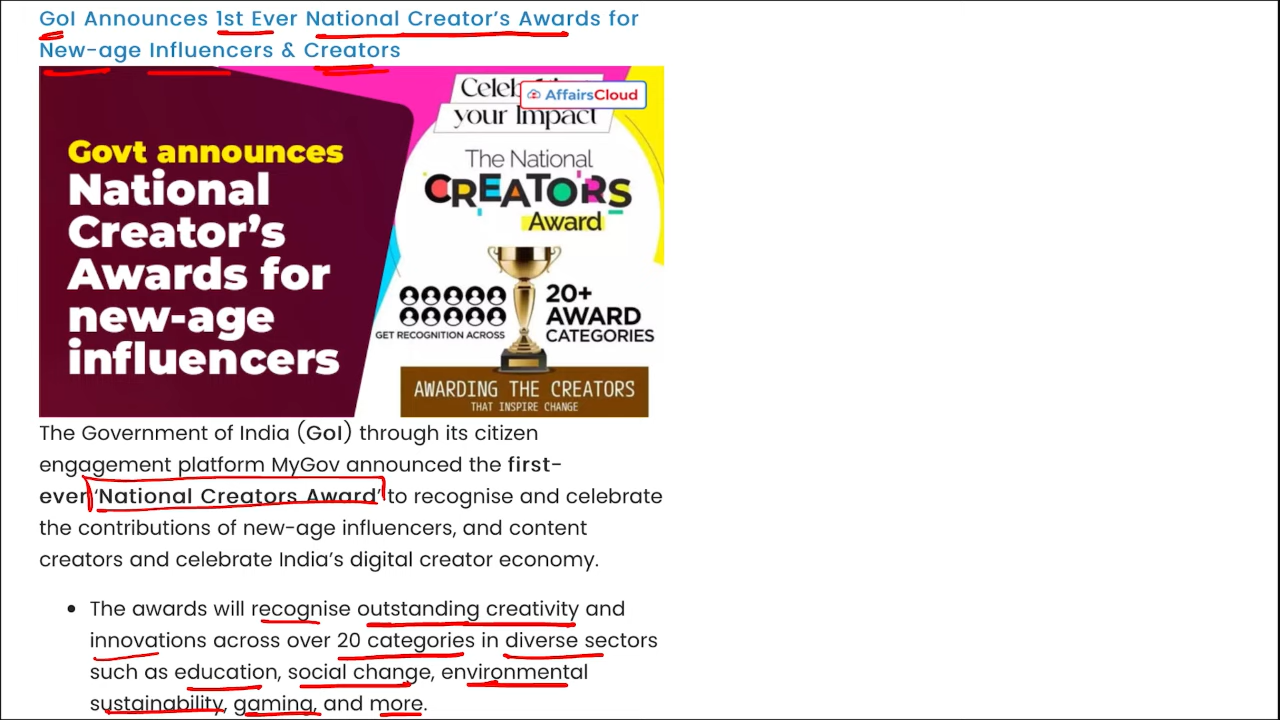 GoI Announces 1st Ever National Creator's Awards for
New-age Influencers & Creators
Govt announces
National
Creator's
Awards for
new-age
influencers
your Impact
AffairsCloud
The National
CREATORS
Award
GET RECOGNITION ACROSS
20+
AWARD
CATEGORIES
AWARDING THE CREATORS
THAT INSPIRE CHANGE
The Government of India (GoI) through its citizen
engagement platform MyGov announced the first-
ever 'National Creators Award' to recognise and celebrate
the contributions of new-age influencers, and content
creators and celebrate India's digital creator economy.
• The awards will recognise outstanding creativity and
innovations across over 20 categories in diverse sectors
such as education, social change, environmental
sustainability, gaming, and more.